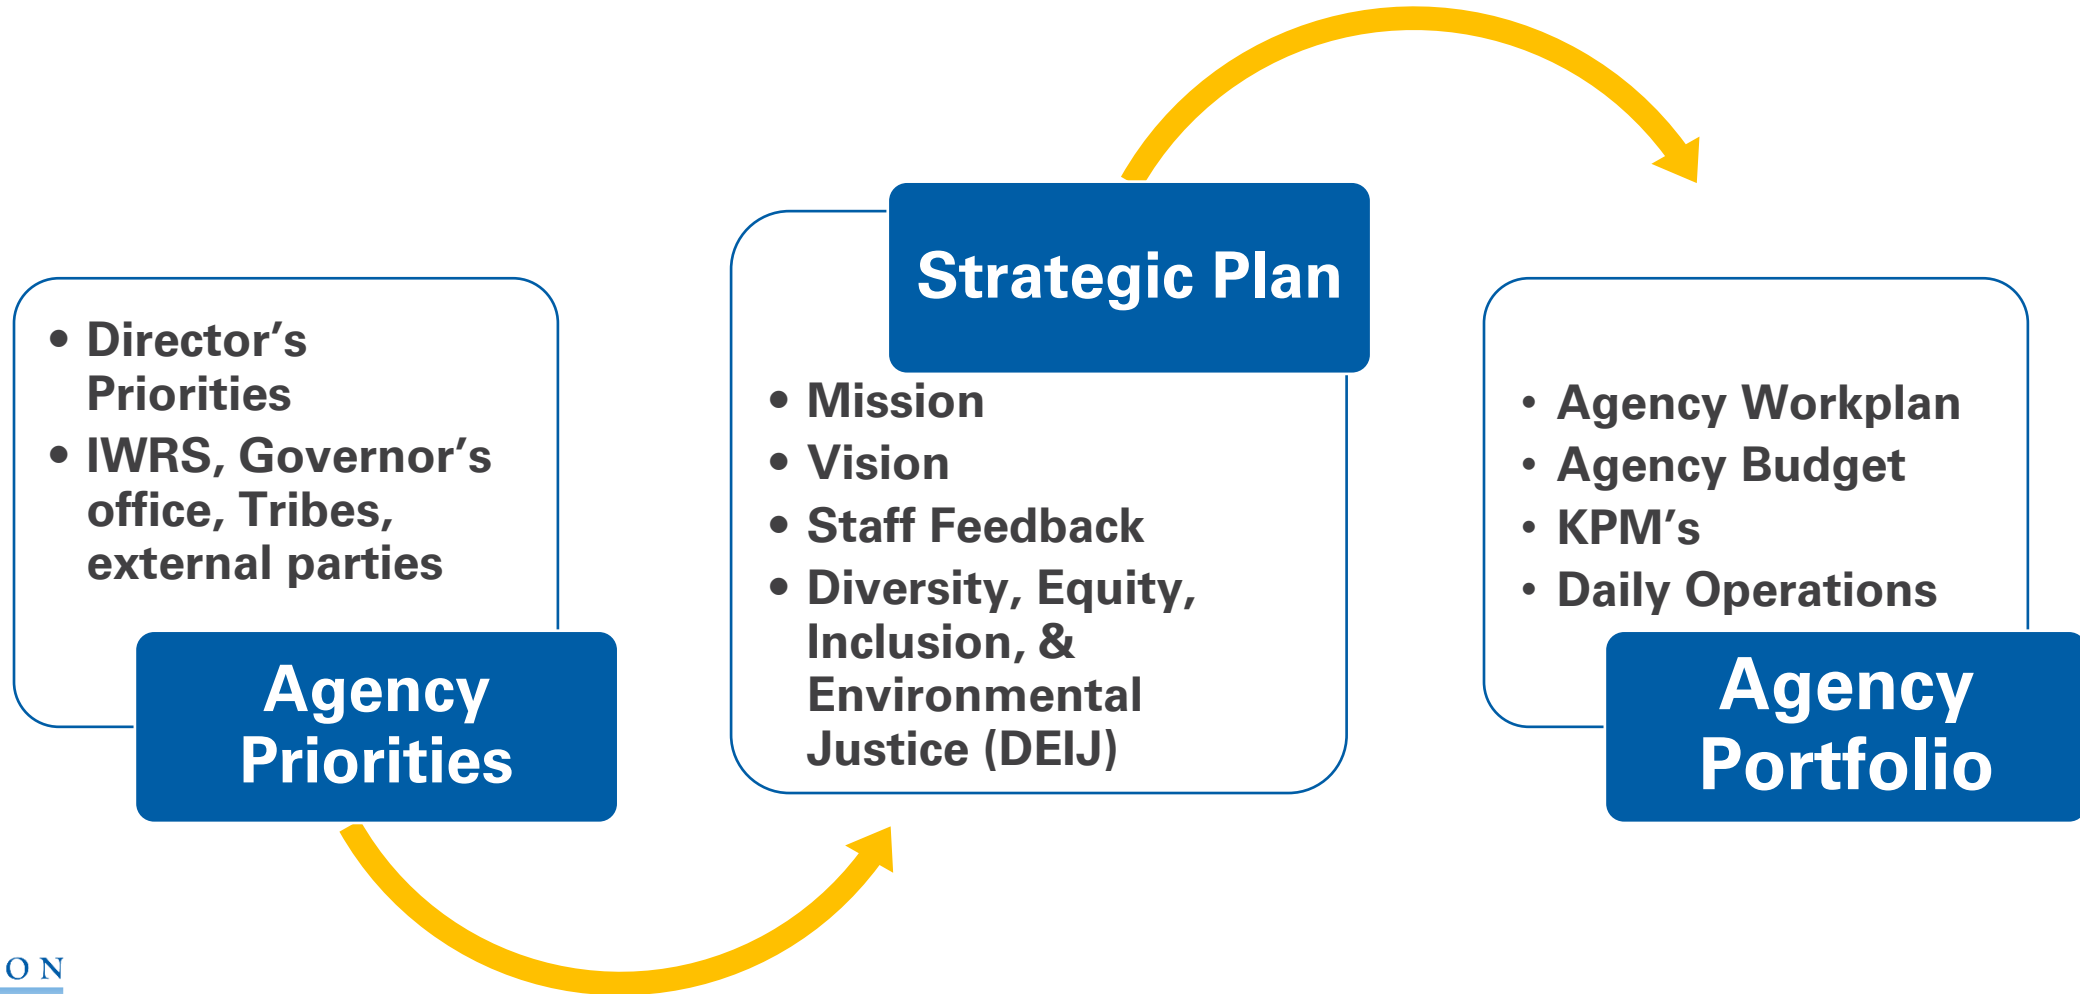 • Director’s
Priorities
• IWRS, Governor’s
office, Tribes,
external parties
Agency
Priorities
Strategic Plan
• Mission
• Vision
• Staff Feedback
• Diversity, Equity,
Inclusion, &
Environmental
Justice (DEIJ)
• Agency Workplan
• Agency Budget
• KPM’s
• Daily Operations
Agency
Portfolio
ON